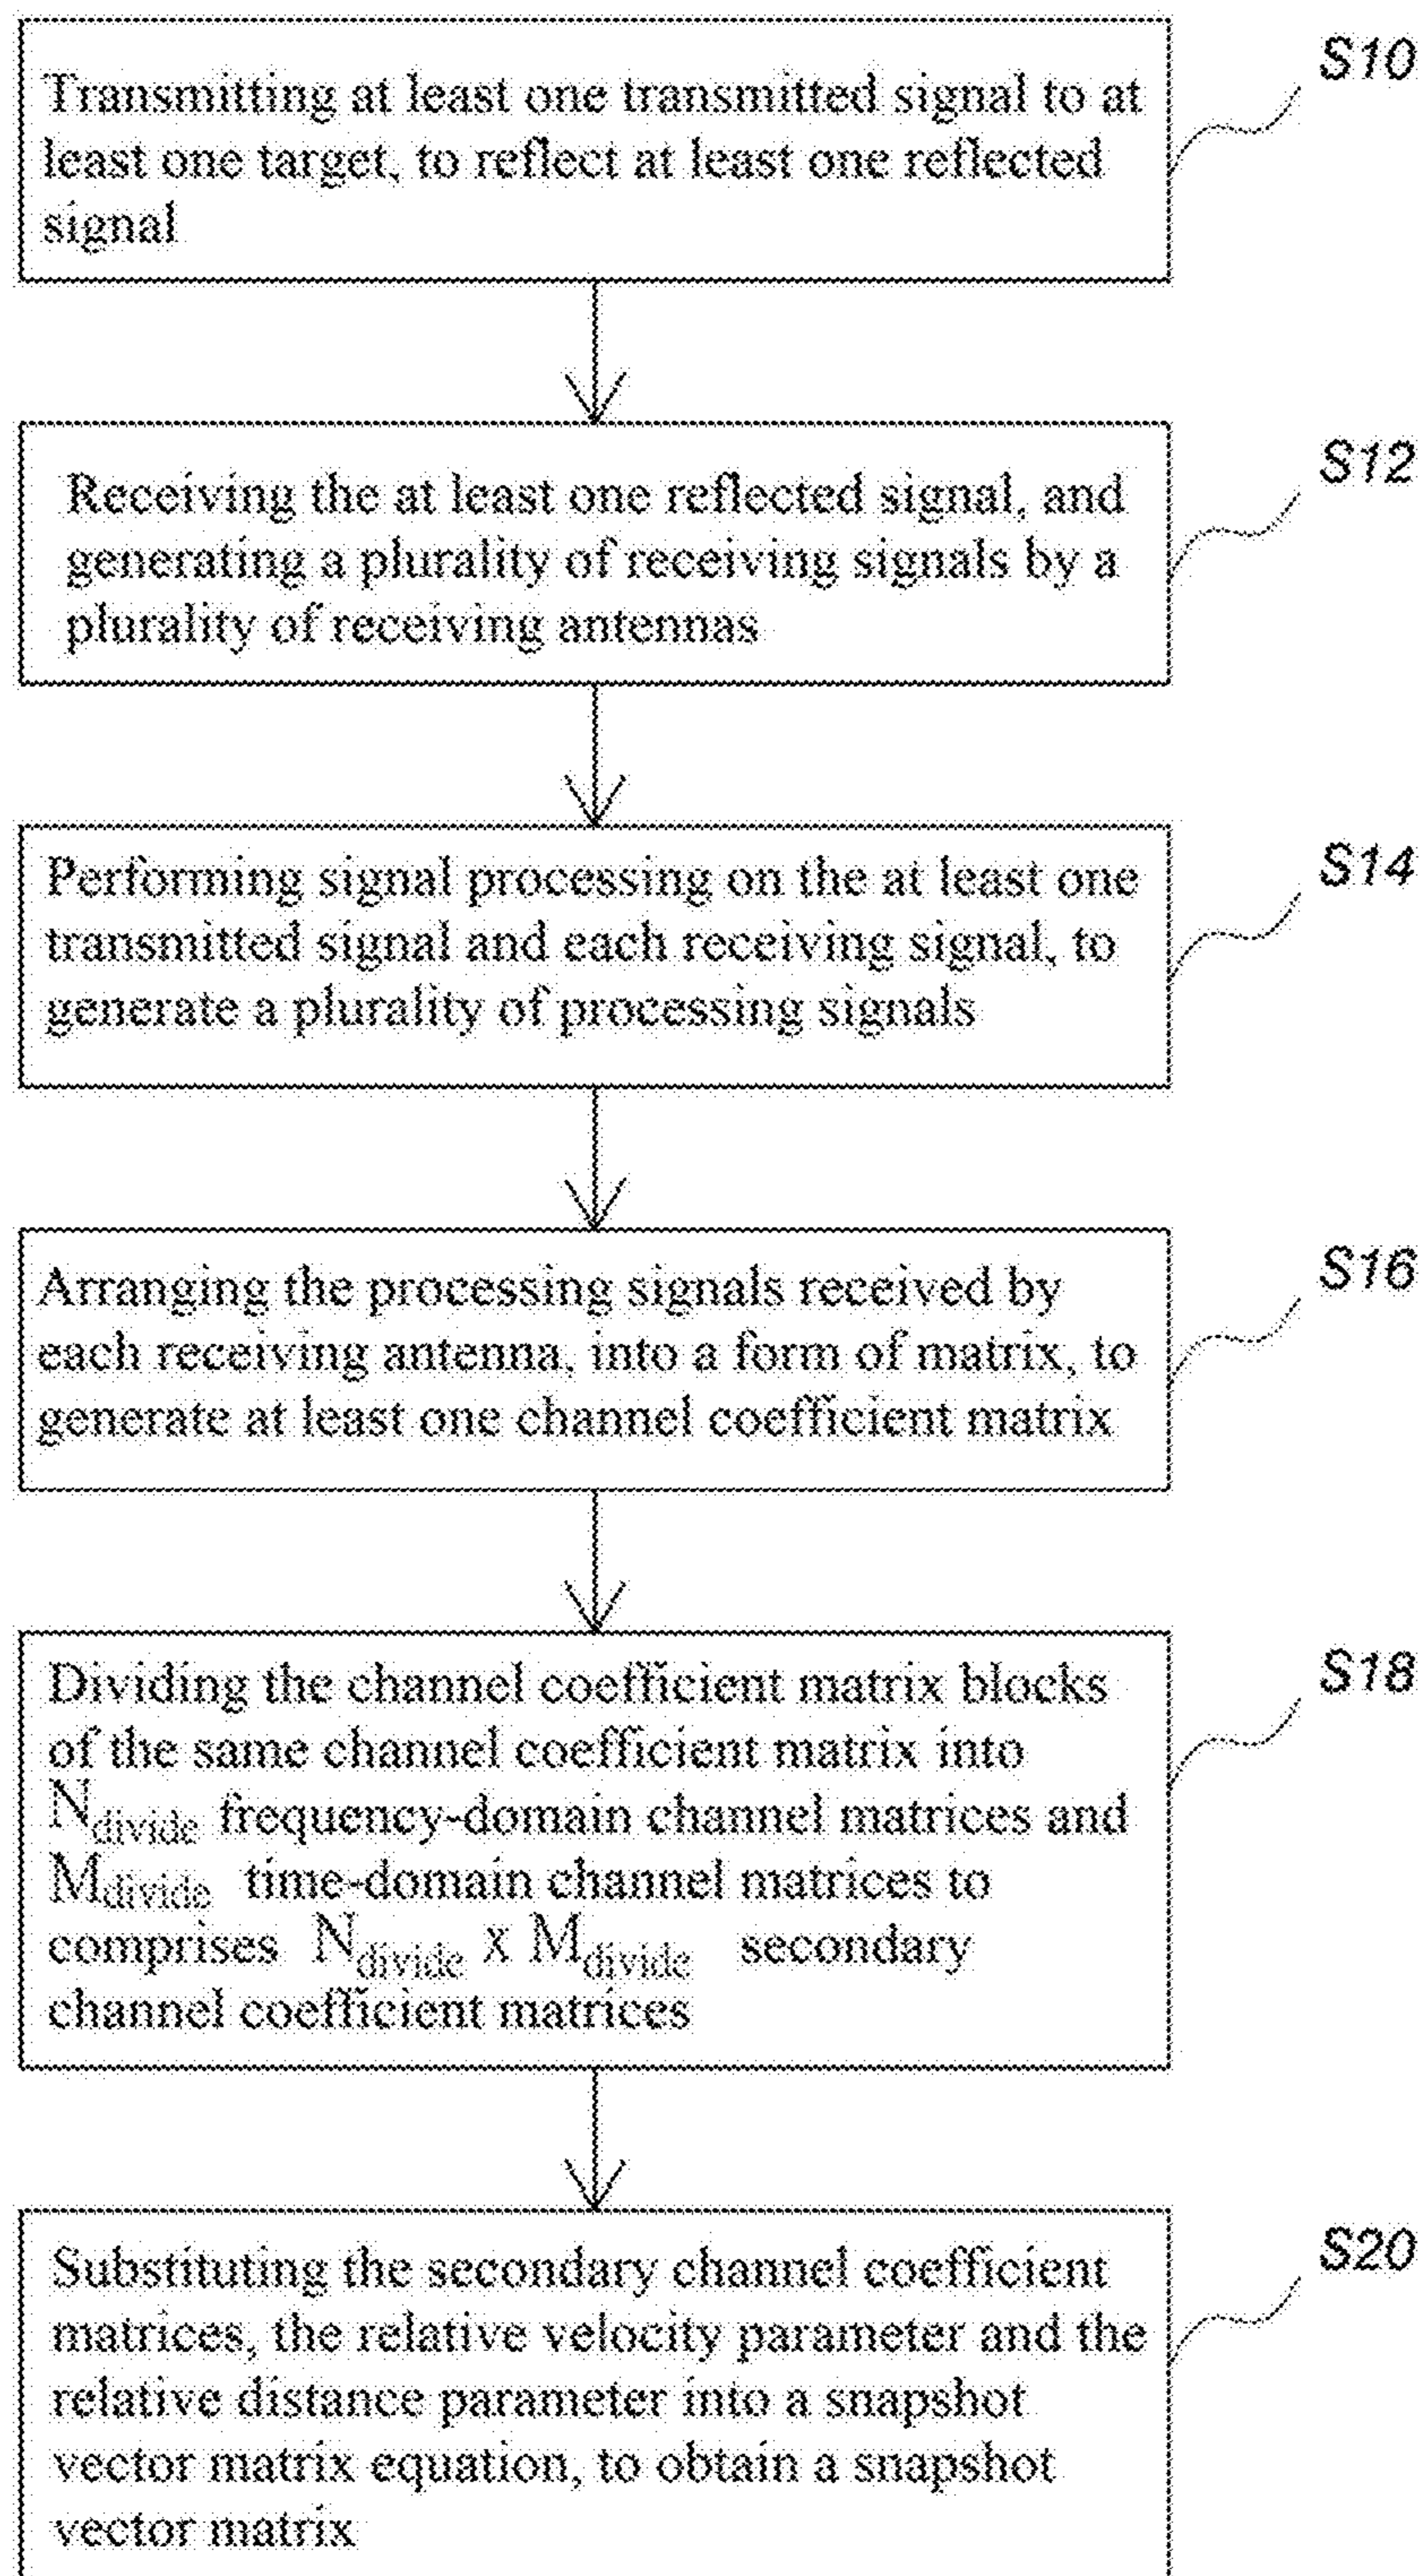 S10
Transmitting at least one transmitted signal to at
least one target, to reflect at least one reflected
signal
S12
Receiving the at least one reflected signal, and
generating a plurality of receiving signals by a
plurality of receiving antennas
S14
Performing signal processing on the at least one
transmitted signal and each receiving signal, to
generate a plurality of processing signals
S16
Arranging the processing signals received by
each receiving antenna, into a form of matrix, to
generate at least one channel coefficient matrix
S18
Dividing the channel coefficient matrix blocks
of the same channel coefficient matrix into
Ndivide frequency-domain channel matrices and
Mdivide time-domain channel matrices to
comprises Ndivide x Mdivide secondary
channel coefficient matrices
S20
Substituting the secondary channel coefficient
matrices, the relative velocity parameter and the
relative distance parameter into a snapshot
vector matrix equation, to obtain a snapshot
vector matrix